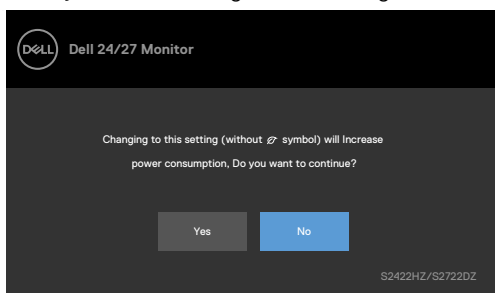 DELL Dell 24/27 Monitor
Changing to this setting (without symbol) will Increase
power consumption, Do you want to continue?
Yes No
S2422HZ/S2722DZ